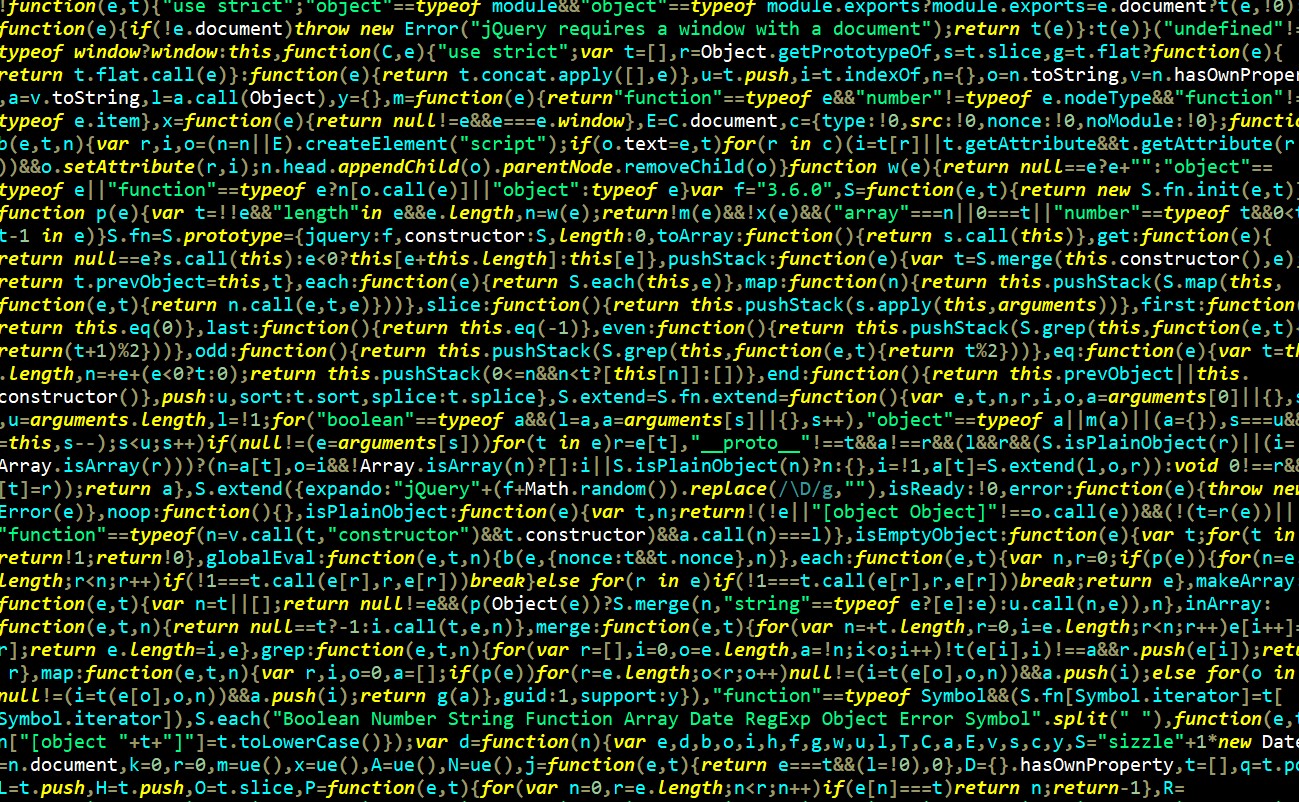 !function(e,t){"use strict";"object"==typeof module&&"object"==typeof module.exports?module.exports=e.document?t(e,!0)
function(e){if(!e.document)throw new Error("jQuery requires a window with a document");return t(e)}:t(e)}("undefined"!=
typeof window?window:this,function(C,e){"use strict";var t=[],r=Object.getPrototypeOf,s=t.slice,g=t.flat?function(e){
return t.flat.call(e)}:function(e){return t.concat.apply([],e)},u=t.push,i=t.indexOf,n={},o=n.toString,v=n.hasOwnProper
,a=v.toString,l=a.call(Object),y={},m=function(e){return"function"==typeof e&&"number"!=typeof e.nodeType&&"function"!=
typeof e.item},x=function(e){return null!=e&&e===e.window},E=C.document,c={type:!0,src:!0,nonce:!0,noModule:!0};functio
b(e,t,n){var r,i,o=(n=n||E).createElement("script");if(o.text=e,t)for(r in c)(i=t[r]||t.getAttribute&&t.getAttribute(r
))&&o.setAttribute(r,i);n.head.appendChild(o).parentNode.removeChild(o)}function w(e){return null==e?e+"":"object"==
typeof e||"function"==typeof e?n[o.call(e)]||"object":typeof e}var f="3.6.0",S=function(e,t){return new S.fn.init(e,t)
function p(e){var t=!!e&&"length"in e&&e.length,n=w(e);return!m(e)&&!x(e)&&("array"===n||0===t||"number"==typeof t&&0<t
t-1 in e)}S.fn=S.prototype={jquery:f,constructor:S,length:0,toArray:function(){return s.call(this)},get:function(e){
return null==e?s.call(this):e<0?this[e+this.length]:this[e]},pushStack:function(e){var t=S.merge(this.constructor(),e)
return t.prevObject=this,t},each:function(e){return S.each(this,e)},map:function(n){return this.pushStack(S.map(this,
function(e,t){return n.call(e,t,e)}))},slice:function(){return this.pushStack(s.apply(this,arguments))},first:function(
return this.eq(0)},last:function(){return this.eq(-1)},even:function(){return this.pushStack(S.grep(this,function(e,t)
return(t+1)%2}))},odd:function(){return this.pushStack(S.grep(this,function(e,t){return t%2}))},eq:function(e){var t=th
.length,n=+e+(e<0?t:0);return this.pushStack(0<=n&&n<t?[this[n]]:[])},end:function(){return this.prevObject||this.
constructor()},push:u,sort:t.sort,splice:t.splice},S.extend=S.fn.extend=function(){var e,t,n,r,i,o,a=arguments[0]||{},s
,u=arguments.length,l=!1;for("boolean"==typeof a&&(l=a,a=arguments[s]||{},s++),"object"==typeof a||m(a)||(a={}),s===u&
=this,s--);s<u;s++)if(null!=(e=arguments[s]))for(t in e)r=e[t],"__proto__"!==t&&a!==r&&(l&&r&&(S.isPlainObject(r)||(i=
Array.isArray(r)))?(n=a[t],o=i&&!Array.isArray(n)?[]:i||S.isPlainObject(n)?n:{},i=!1,a[t]=S.extend(l,o,r)):void 0!==r&&
[t]=r));return a},S.extend({expando:"jQuery"+(f+Math.random()).replace(/\D/g,""),isReady:!0,error:function(e){throw new
Error(e)},noop:function(){},isPlainObject:function(e){var t,n;return!(!e||"[object Object]"!==o.call(e))&&(!(t=r(e))||
"function"==typeof(n=v.call(t,"constructor")&&t.constructor)&&a.call(n)===l)},isEmptyObject:function(e){var t;for(t in
return!1;return!0},globalEval:function(e,t,n){b(e,{nonce:t&&t.nonce},n)},each:function(e,t){var n,r=0;if(p(e)){for(n=e.
length;r<n;r++)if(!1===t.call(e[r],r,e[r]))break}else for(r in e)if(!1===t.call(e[r],r,e[r]))break;return e},makeArray
function(e,t){var n=t||[];return null!=e&&(p(Object(e))?S.merge(n,"string"==typeof e?[e]:e):u.call(n,e)),n},inArray:
function(e,t,n){return null==t?-1:i.call(t,e,n)},merge:function(e,t){for(var n=+t.length,r=0,i=e.length;r<n;r++)e[i++]=
r];return e.length=i,e},grep:function(e,t,n){for(var r=[],i=0,o=e.length,a=!n;i<o;i++)!t(e[i],i)!==a&&r.push(e[i]);retu
r},map:function(e,t,n){var r,i,o=0,a=[];if(p(e))for(r=e.length;o<r;o++)null!=(i=t(e[o],o,n))&&a.push(i);else for(o in
null!=(i=t(e[o],o,n))&&a.push(i);return g(a)},guid:1,support:y}),"function"==typeof Symbol&&(S.fn[Symbol.iterator]=t[
Symbol.iterator]),S.each("Boolean Number String Function Array Date RegExp Object Error Symbol".split(" "),function(e,t
n["[object "+t+"]"]=t.toLowerCase()});var d=function(n){var e,d,b,o,i,h,f,g,w,u,l,T,C,a,E,v,s,c,y,S="sizzle"+1*new Date
=n.document,k=0,r=0,m=ue(),x=ue(),A=ue(),N=ue(),j=function(e,t){return e===t&&(l=!0),0},D={}.hasOwnProperty,t=[],q=t.po
L=t.push,H=t.push,O=t.slice,P=function(e,t){for(var n=0,r=e.length;n<r;n++)if(e[n]===t)return n;return-1},R=